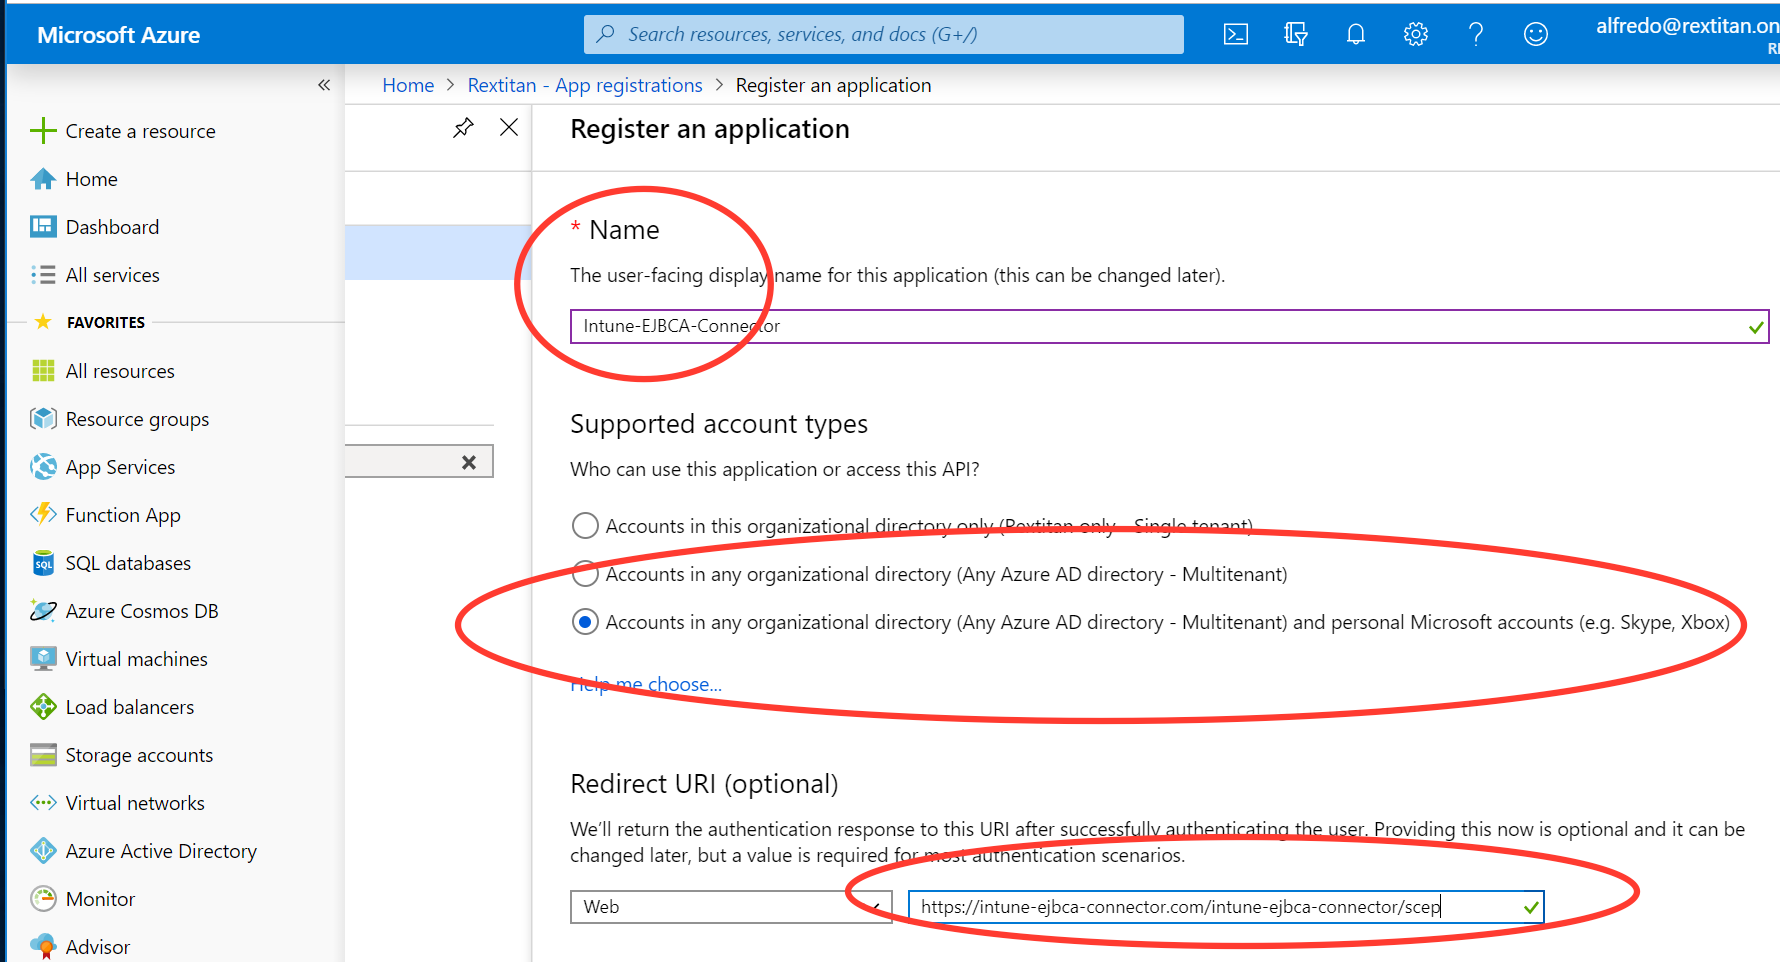 Microsoft Azure
Search resources, services, and docs (G+/)
alfredo@rextitan.on
Home > Rextitan - App registrations > Register an application
Create a resource
Home
Dashboard
All services
FAVORITES
All resources
Resource groups
App Services
Function App
SQL databases
Azure Cosmos DB
Virtual machines
Load balancers
Storage accounts
Virtual networks
Azure Active Directory
Monitor
Advisor
Register an application
* Name
The user-facing display name for this application (this can be changed later).
Intune-EJBCA-Connector
Supported account types
Who can use this application or access this API?
Accounts in this organizational directory only (Rextitan only - Single tenant)
Accounts in any organizational directory (Any Azure AD directory - Multitenant)
Accounts in any organizational directory (Any Azure AD directory - Multitenant) and personal Microsoft accounts (e.g. Skype, Xbox)
Help me choose...
Redirect URI (optional)
We'll return the authentication response to this URI after successfully authenticating the user. Providing this now is optional and it can be
changed later, but a value is required for most authentication scenarios.
Web
https://intune-ejbca-connector.com/intune-ejbca-connector/scep